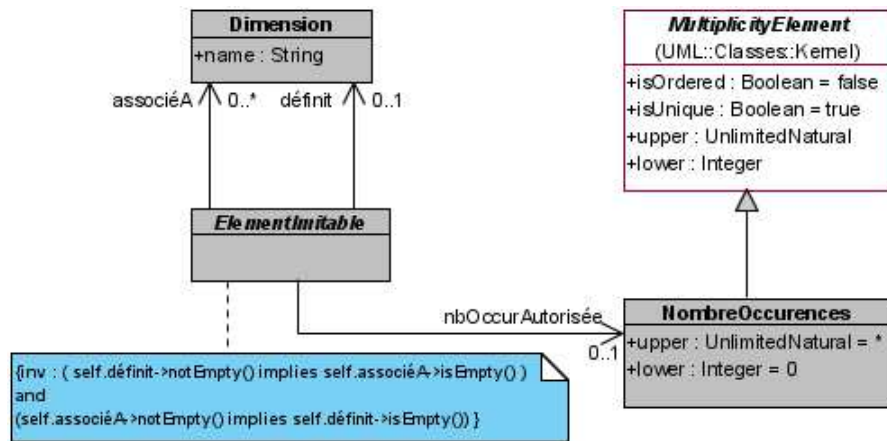 Dimension
+name : String
associéA
0..*
définit
0..1
MultiplicityElement
(UML::Classes::Kernel)
+isOrdered : Boolean = false
+isUnique : Boolean = true
+upper : UnlimitedNatural
+lower : Integer
ElementImitable
nbOccurAutorisée
0..1
NombreOccurences
+upper : UnlimitedNatural = *
+lower : Integer = 0
{inv : ( self.définit->notEmpty() implies self.associéA->isEmpty() )
and
(self.associéA->notEmpty() implies self.définit->isEmpty()) }